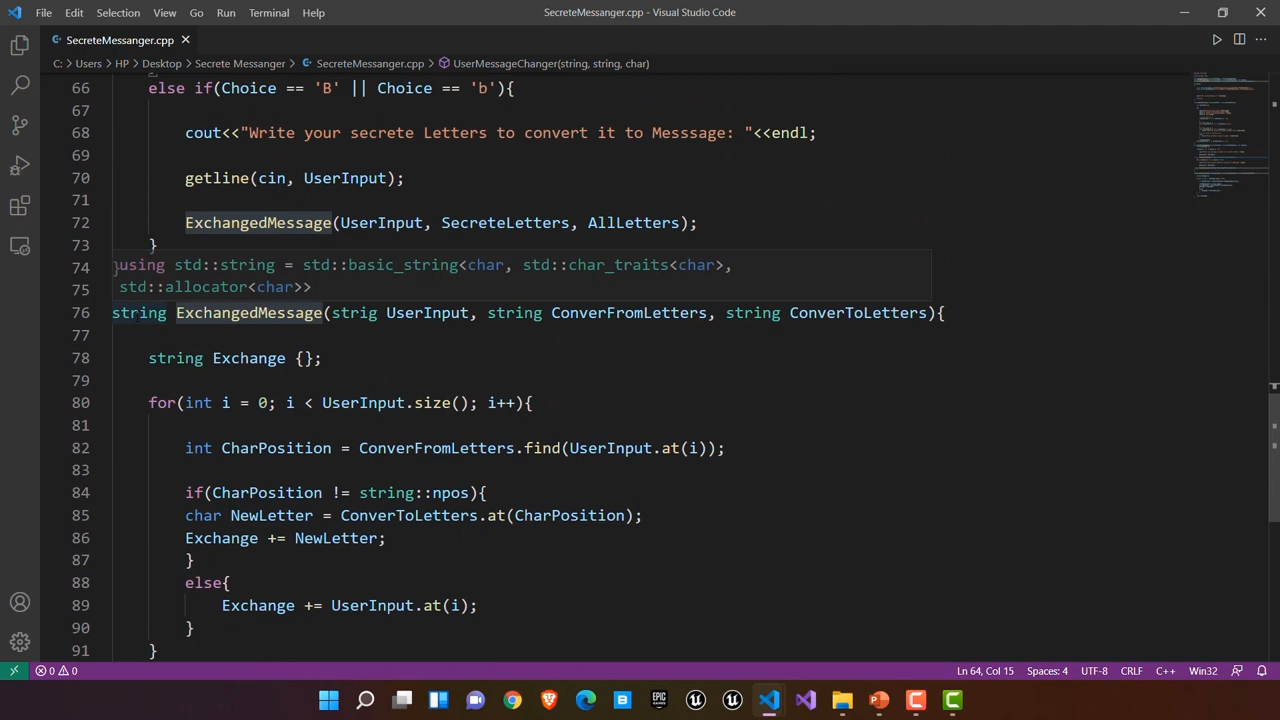 File Edit Selection View Go Run Terminal Help SecreteMessanger.cpp - Visual Studio Code
SecreteMessanger.cpp
C: > Users > HP > Desktop > Secrete Messanger > SecreteMessanger.cpp > UserMessageChanger(string, string, char)
66 else if(Choice == 'B' || Choice == 'b'){
67
68 cout<<"Write your secrete Letters to convert it to Messsage: "<<endl;
69
70 getline(cin, UserInput);
71
72 ExchangedMessage(UserInput, SecreteLetters, AllLetters);
73 }
74 }using std::string = std::basic_string<char, std::char_traits<char>,
75 std::allocator<char>>
76 string ExchangedMessage(strig UserInput, string ConverFromLetters, string ConverToLetters){
77
78 string Exchange {};
79
80 for(int i = 0; i < UserInput.size(); i++){
81
82 int CharPosition = ConverFromLetters.find(UserInput.at(i));
83
84 if(CharPosition != string::npos){
85 char NewLetter = ConverToLetters.at(CharPosition);
86 Exchange += NewLetter;
87 }
88 else{
89 Exchange += UserInput.at(i);
90 }
91 }
0 0 Ln 64, Col 15 Spaces: 4 UTF-8 CRLF C++ Win32